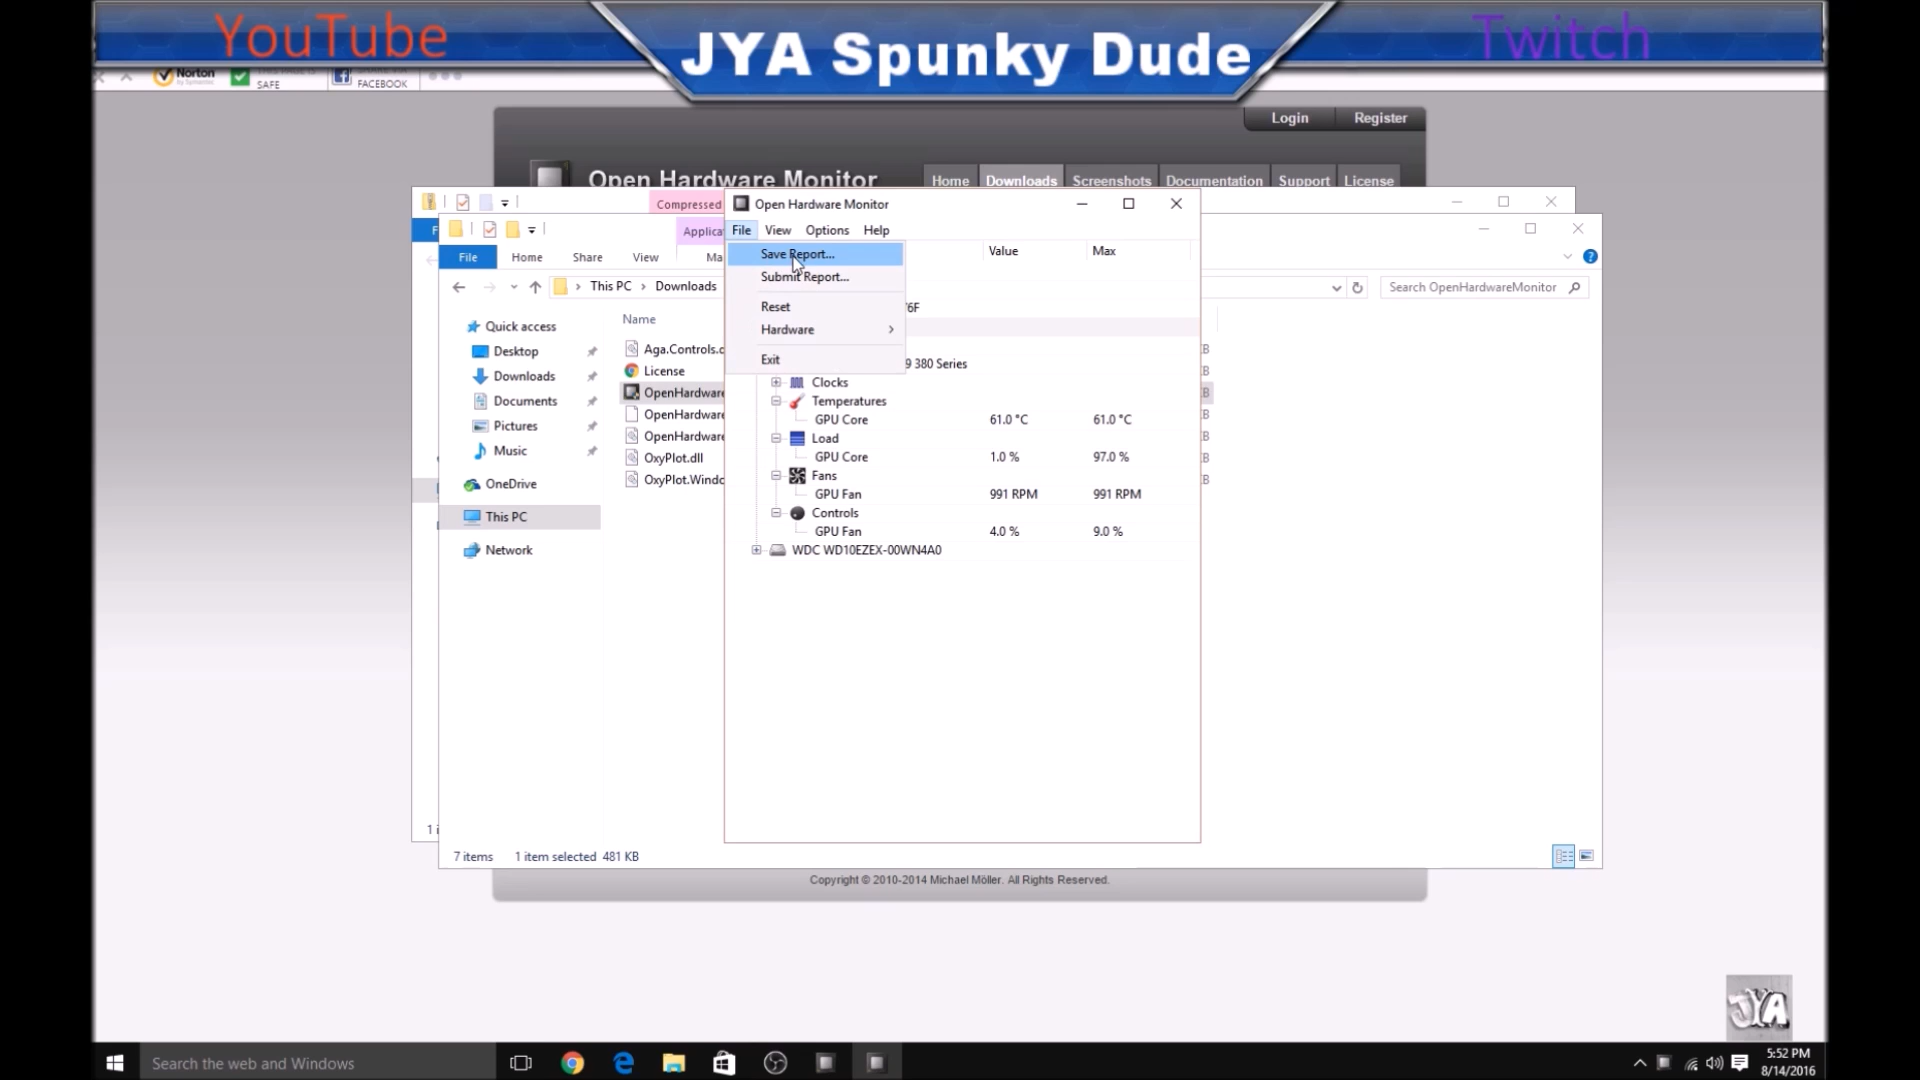 YouTube
JYA Spunky Dude
Twitch
Norton
SAFE
FACEBOOK
Login
Register
Open Hardware Monitor
Home
Downloads
Screenshots
Documentation
Support
License
Compressed
Open Hardware Monitor
File View Options Help
Save Report...
Submit Report...
Reset
Hardware
Exit
Value
Max
File
Home
Share
View
This PC
Downloads
Search OpenHardwareMonitor
Name
Quick access
Desktop
Downloads
Documents
Pictures
Music
OneDrive
This PC
Network
Aga.Controls.
License
OpenHardware
OpenHardware
OpenHardware
OxyPlot.dll
OxyPlot.Windo
9 380 Series
Clocks
Temperatures
GPU Core 61.0 °C 61.0 °C
Load
GPU Core 1.0 % 97.0 %
Fans
GPU Fan 991 RPM 991 RPM
Controls
GPU Fan 4.0 % 9.0 %
WDC WD10EZEX-00WN4A0
7 items 1 item selected 481 KB
Copyright © 2010-2014 Michael Möller. All Rights Reserved.
JYA
Search the web and Windows
5:52 PM
8/14/2016